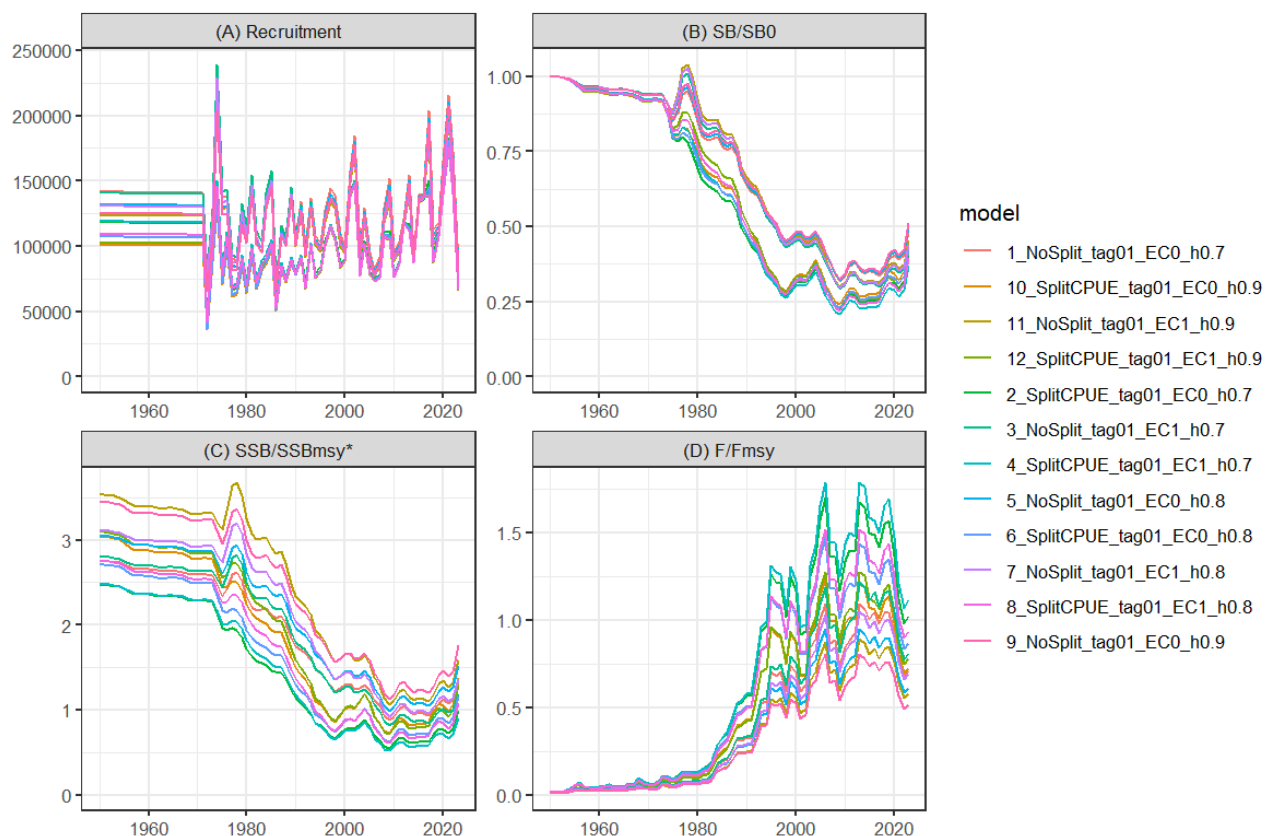 (A) Recruitment
(B) SB/SB0
250000
200000
150000
100000
50000
0
1.00
0.75
0.50
0.25
0.00
1960 1980 2000 2020
1960 1980 2000 2020
(C) SSB/SSBmsy*
(D) F/Fmsy
3
2
1
0
1.5
1.0
0.5
0.0
1960 1980 2000 2020
1960 1980 2000 2020
model
1_NoSplit_tag01_EC0_h0.7
10_SplitCPUE_tag01_EC0_h0.9
11_NoSplit_tag01_EC1_h0.9
12_SplitCPUE_tag01_EC1_h0.9
2_SplitCPUE_tag01_EC0_h0.7
3_NoSplit_tag01_EC1_h0.7
4_SplitCPUE_tag01_EC1_h0.7
5_NoSplit_tag01_EC0_h0.8
6_SplitCPUE_tag01_EC0_h0.8
7_NoSplit_tag01_EC1_h0.8
8_SplitCPUE_tag01_EC1_h0.8
9_NoSplit_tag01_EC0_h0.9